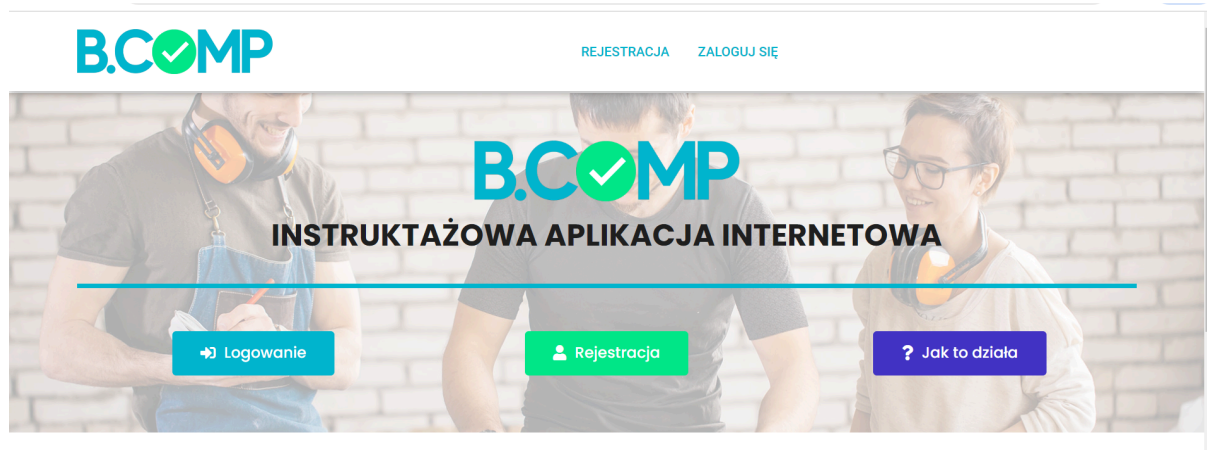 B.COMP
REJESTRACJA ZALOGUJ SIĘ
B.COMP
INSTRUKTAŻOWA APLIKACJA INTERNETOWA
Logowanie
Rejestracja
? Jak to działa